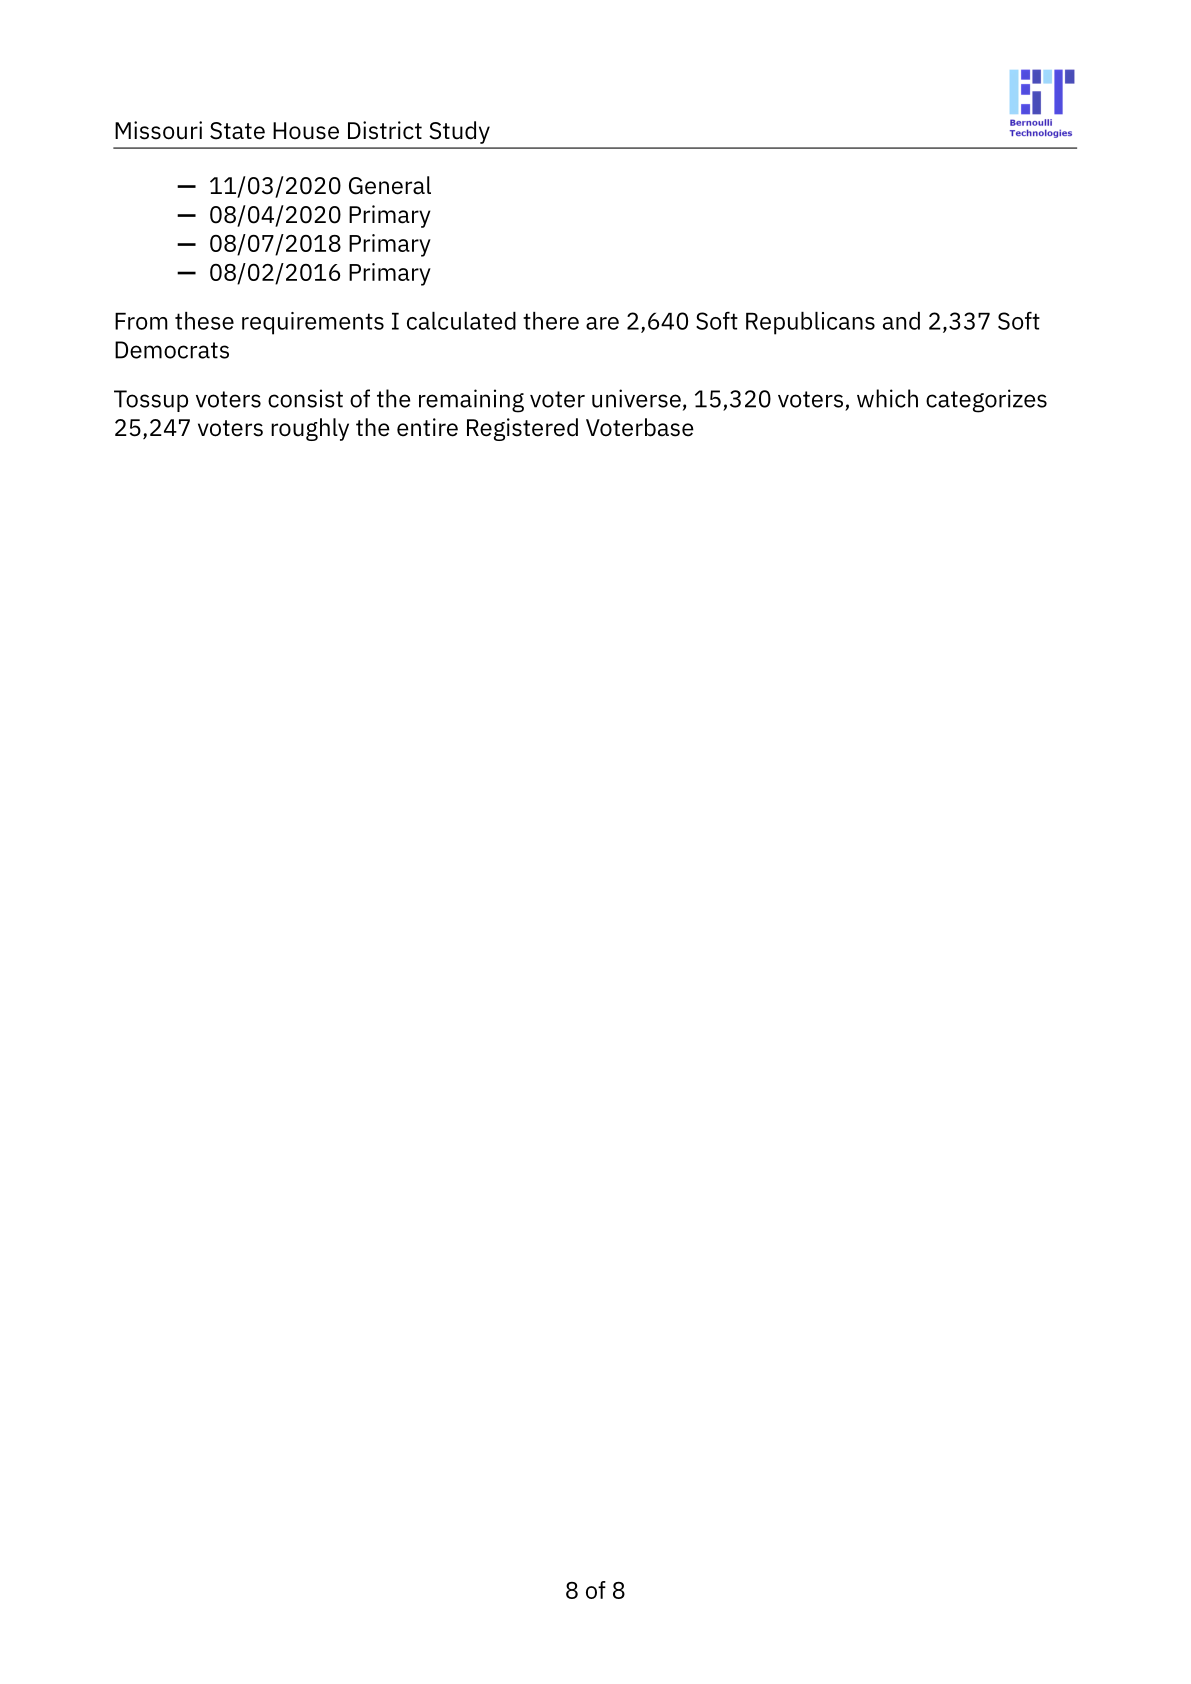 Missouri State House District Study
Bernoulli
Technologies
— 11/03/2020 General
— 08/04/2020 Primary
— 08/07/2018 Primary
— 08/02/2016 Primary
From these requirements I calculated there are 2,640 Soft Republicans and 2,337 Soft
Democrats
Tossup voters consist of the remaining voter universe, 15,320 voters, which categorizes
25,247 voters roughly the entire Registered Voterbase
8 of 8